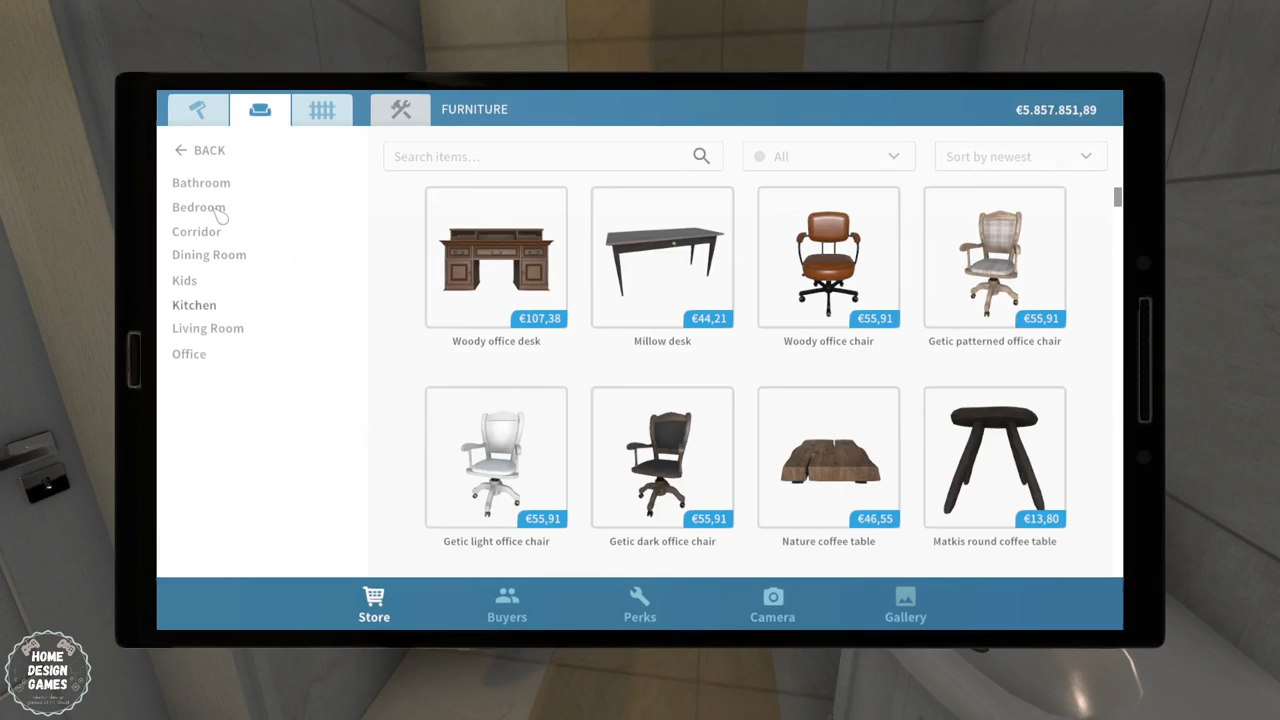 FURNITURE
€5.857.851,89
BACK
Search items...
All
Sort by newest
Bathroom
Bedroom
Corridor
Dining Room
Kids
Kitchen
Living Room
Office
€107,38
€44,21
€55,91
€55,91
Woody office desk
Millow desk
Woody office chair
Getic patterned office chair
€55,91
€55,91
€46,55
€13,80
Getic light office chair
Getic dark office chair
Nature coffee table
Matkis round coffee table
Store
Buyers
Perks
Camera
Gallery
HOME
DESIGN
GAMES